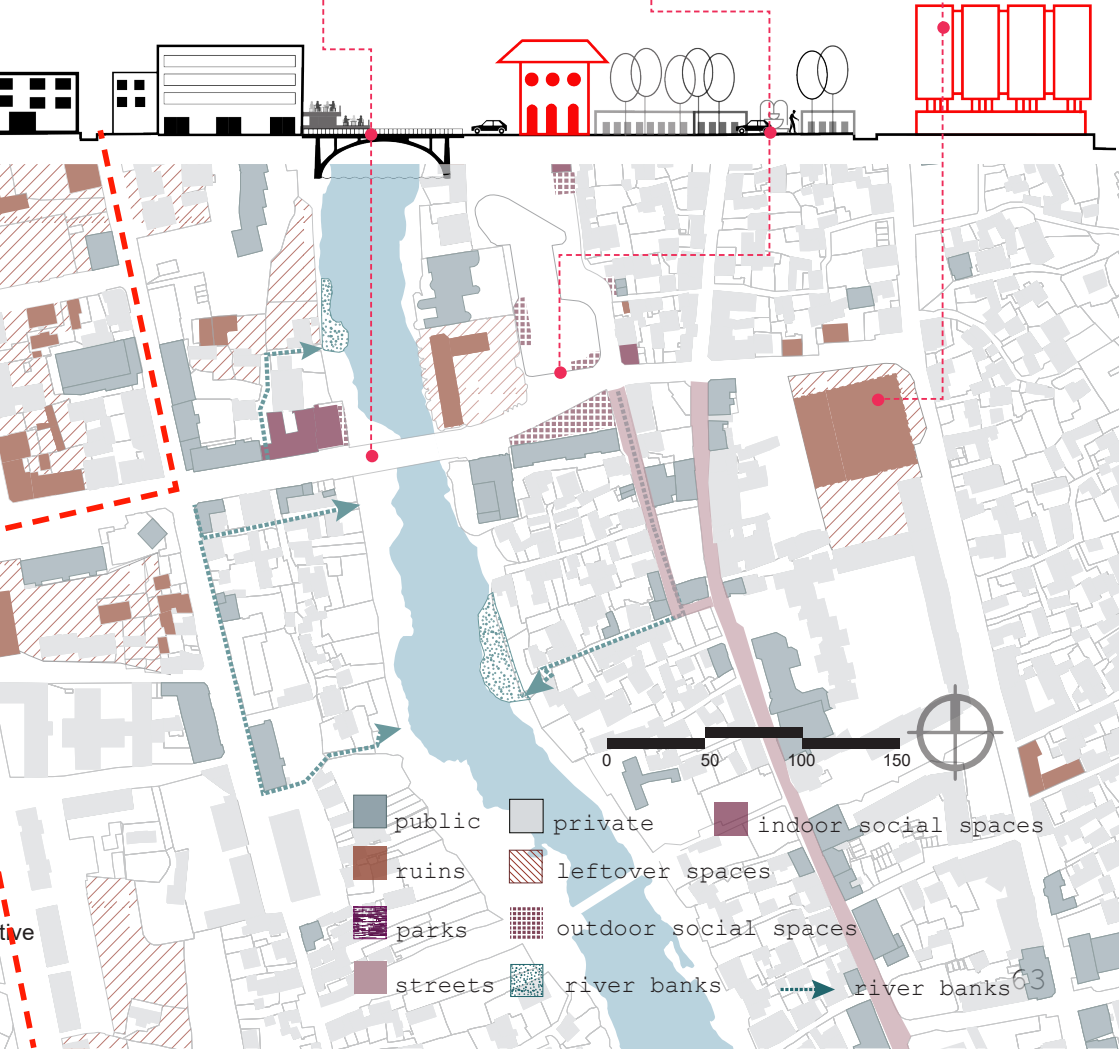 0 50 100 150
public private indoor social spaces
ruins leftover spaces
tive
parks outdoor social spaces
streets river banks river banks
63